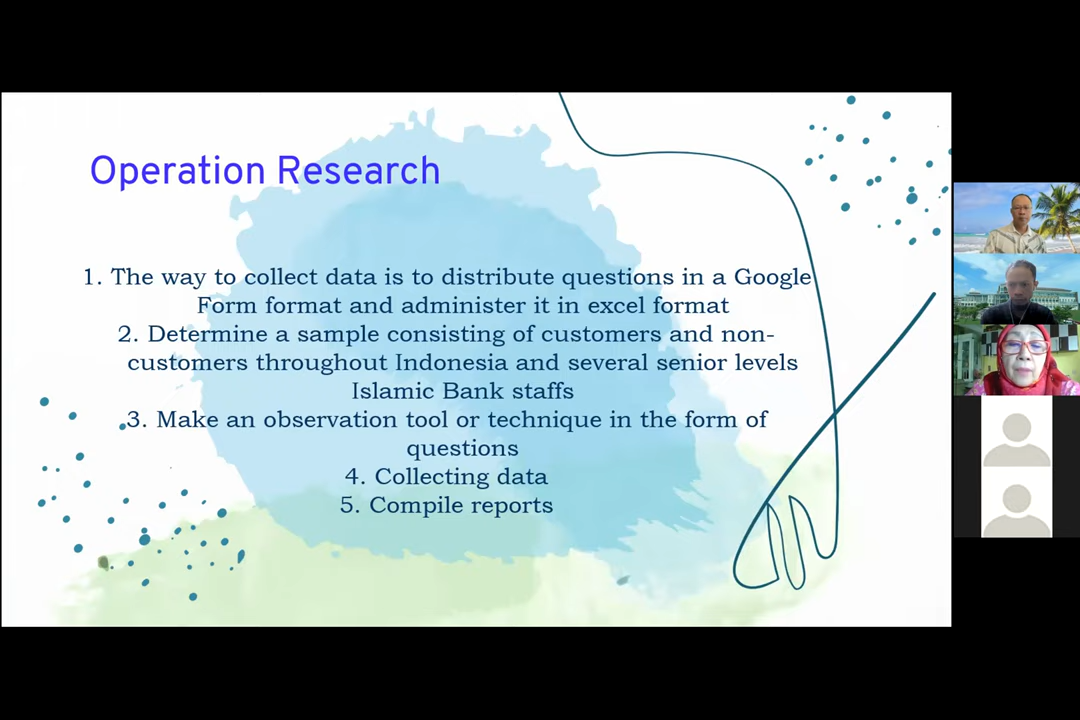 Operation Research
1. The way to collect data is to distribute questions in a Google
Form format and administer it in excel format
2. Determine a sample consisting of customers and non-
customers throughout Indonesia and several senior levels
Islamic Bank staffs
3. Make an observation tool or technique in the form of
questions
4. Collecting data
5. Compile reports